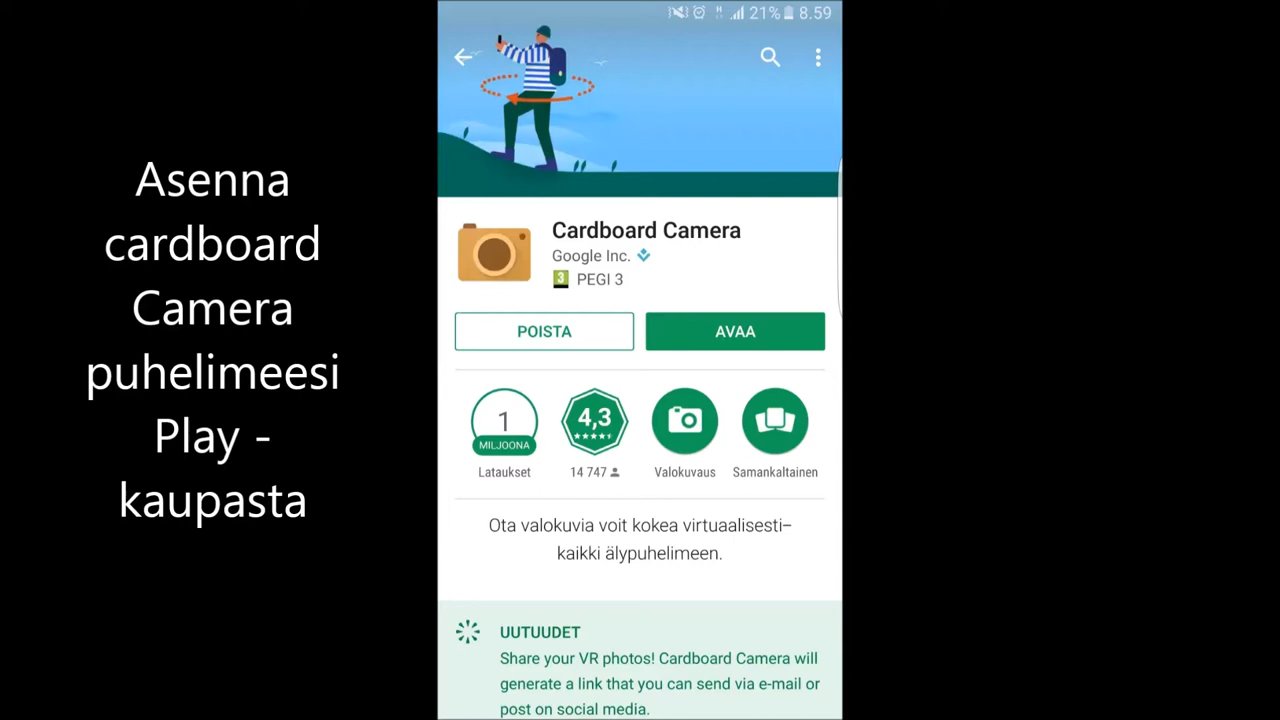 Asenna
cardboard
Camera
puhelimeesi
Play -
kaupasta
21% 8.59
Cardboard Camera
Google Inc.
3 PEGI 3
POISTA AVAA
1 MILJOONA
4,3
Lataukset 14 747 Valokuvaus Samankaltainen
Ota valokuvia voit kokea virtuaalisesti–
kaikki älypuhelimeen.
UUTUUDET
Share your VR photos! Cardboard Camera will
generate a link that you can send via e-mail or
post on social media.